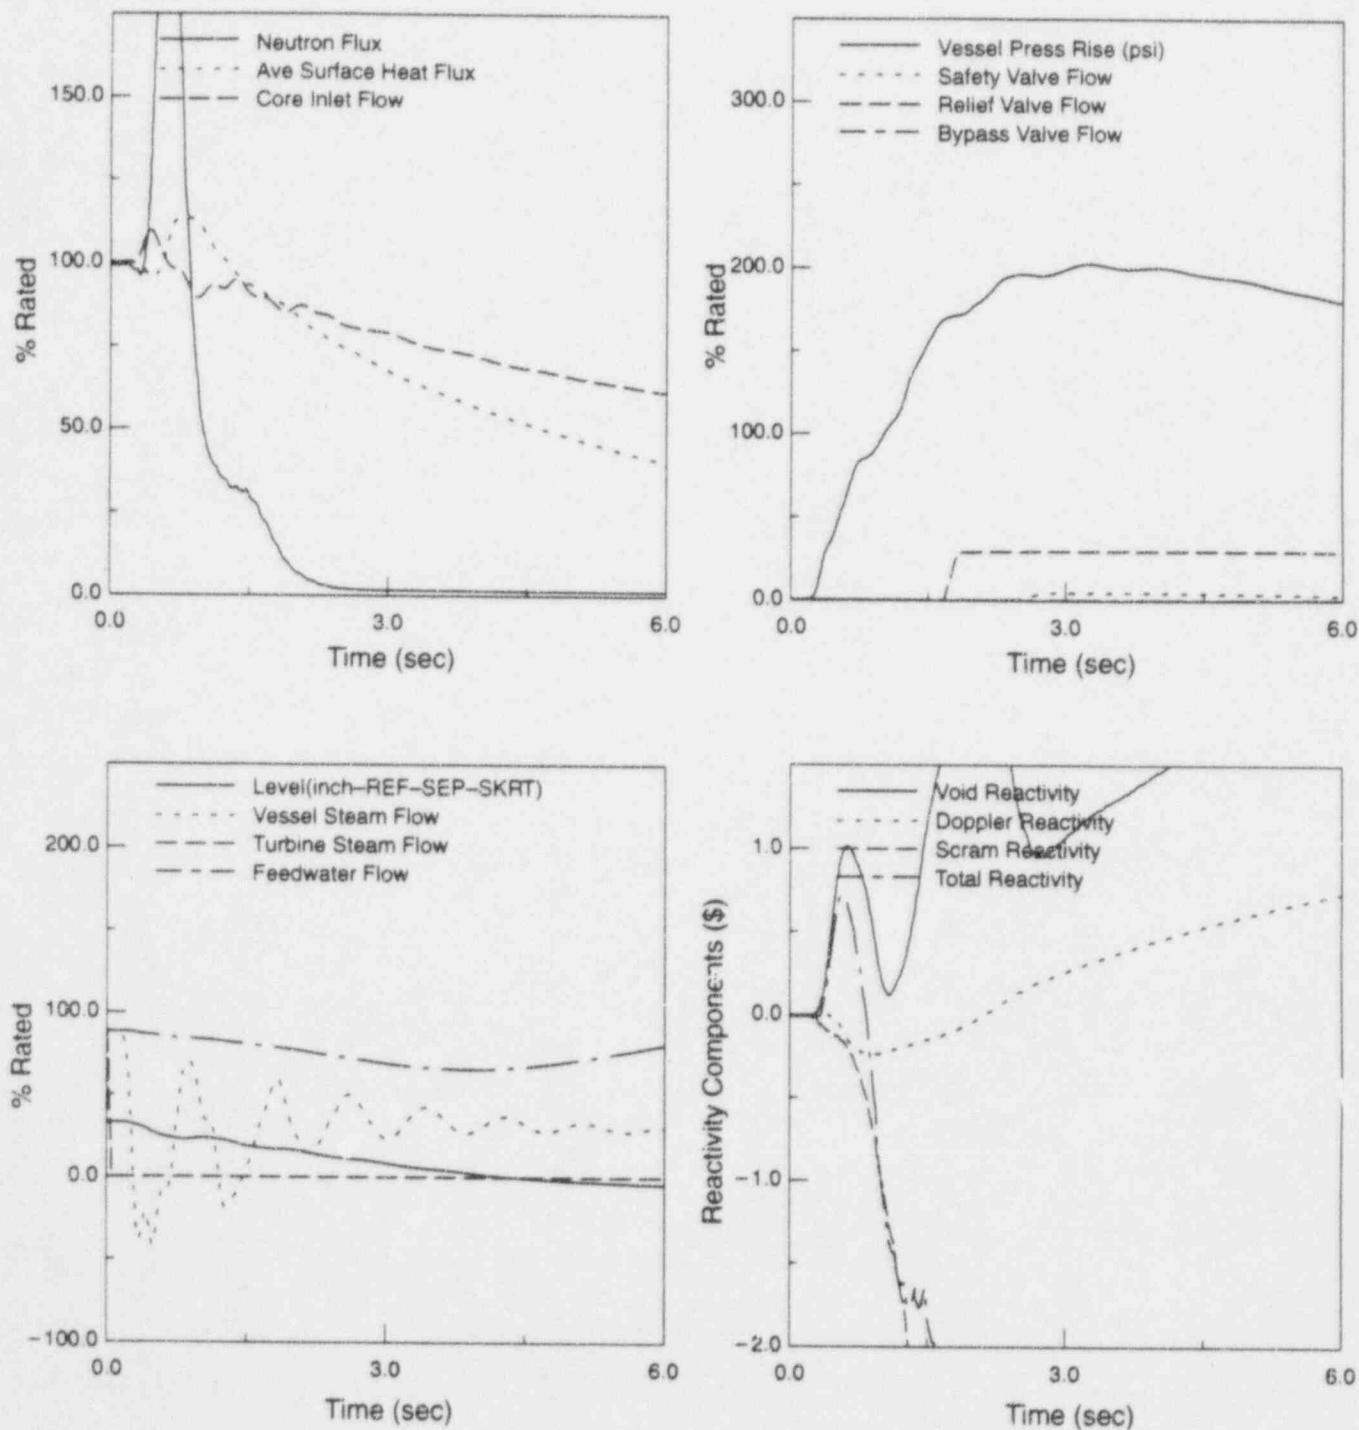 Neutron Flux
Ave Surface Heat Flux
Core Inlet Flow
150.0
100.0
50.0
0.0
% Rated
0.0
3.0
6.0
Time (sec)
Vessel Press Rise (psi)
Safety Valve Flow
Relief Valve Flow
Bypass Valve Flow
300.0
200.0
100.0
0.0
% Rated
0.0
3.0
6.0
Time (sec)
Level(inch-REF-SEP-SKRT)
Vessel Steam Flow
Turbine Steam Flow
Feedwater Flow
200.0
100.0
0.0
-100.0
% Rated
0.0
3.0
6.0
Time (sec)
Void Reactivity
Doppler Reactivity
Scram Reactivity
Total Reactivity
1.0
0.0
-1.0
-2.0
Reactivity Components ($)
0.0
3.0
6.0
Time (sec)